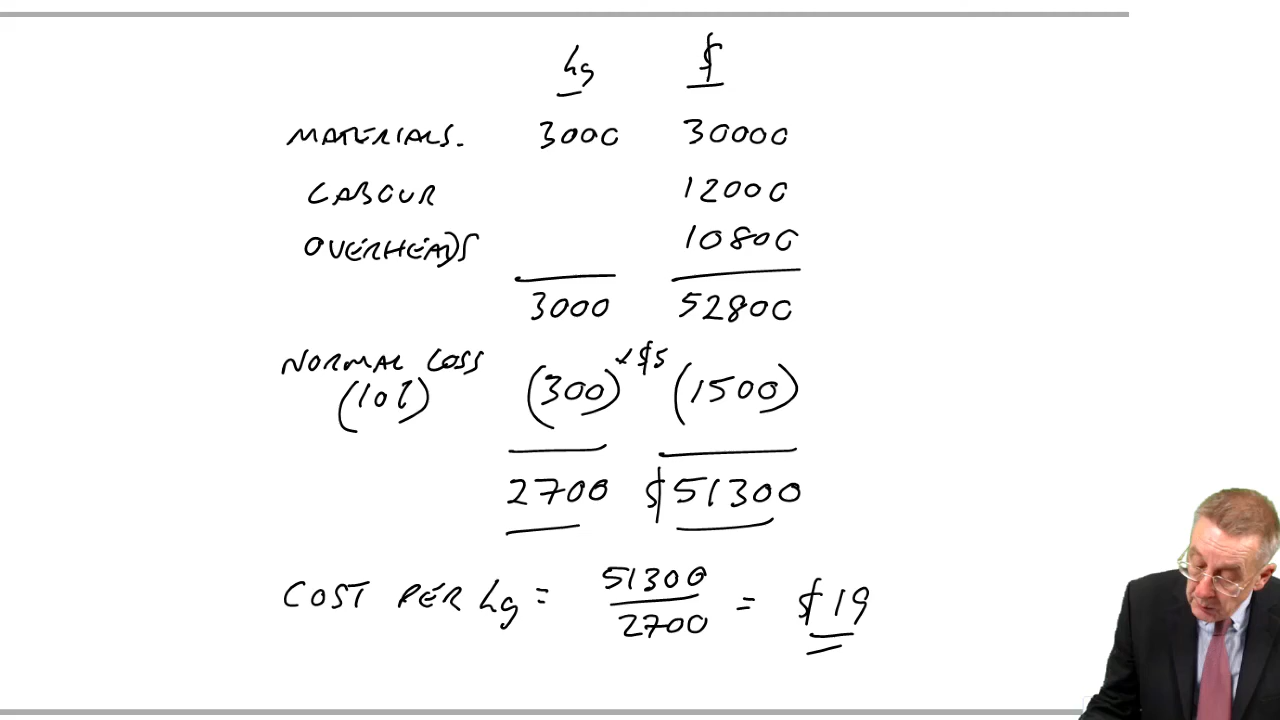 kg $
MATERIALS. 3000 30000
LABOUR 12000
OVERHEADS 10800
3000 52800
NORMAL LOSS (300) × $5 (1500)
(10%)
2700 $51300
COST PER kg = 51300 / 2700 = $19